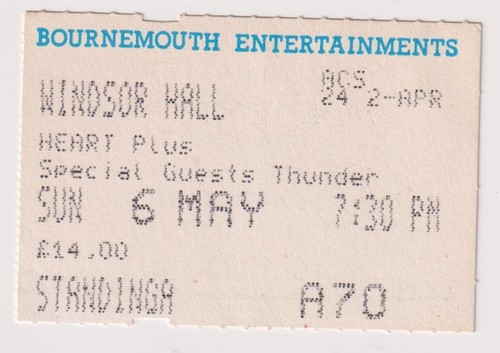 BOURNEMOUTH ENTERTAINMENTS
ACS
WINDSOR HALL 24 2-APR
HEART Plus
Special Guests Thunder
SUN 6 MAY 7:30 PM
£14.00
STANDINGA A70